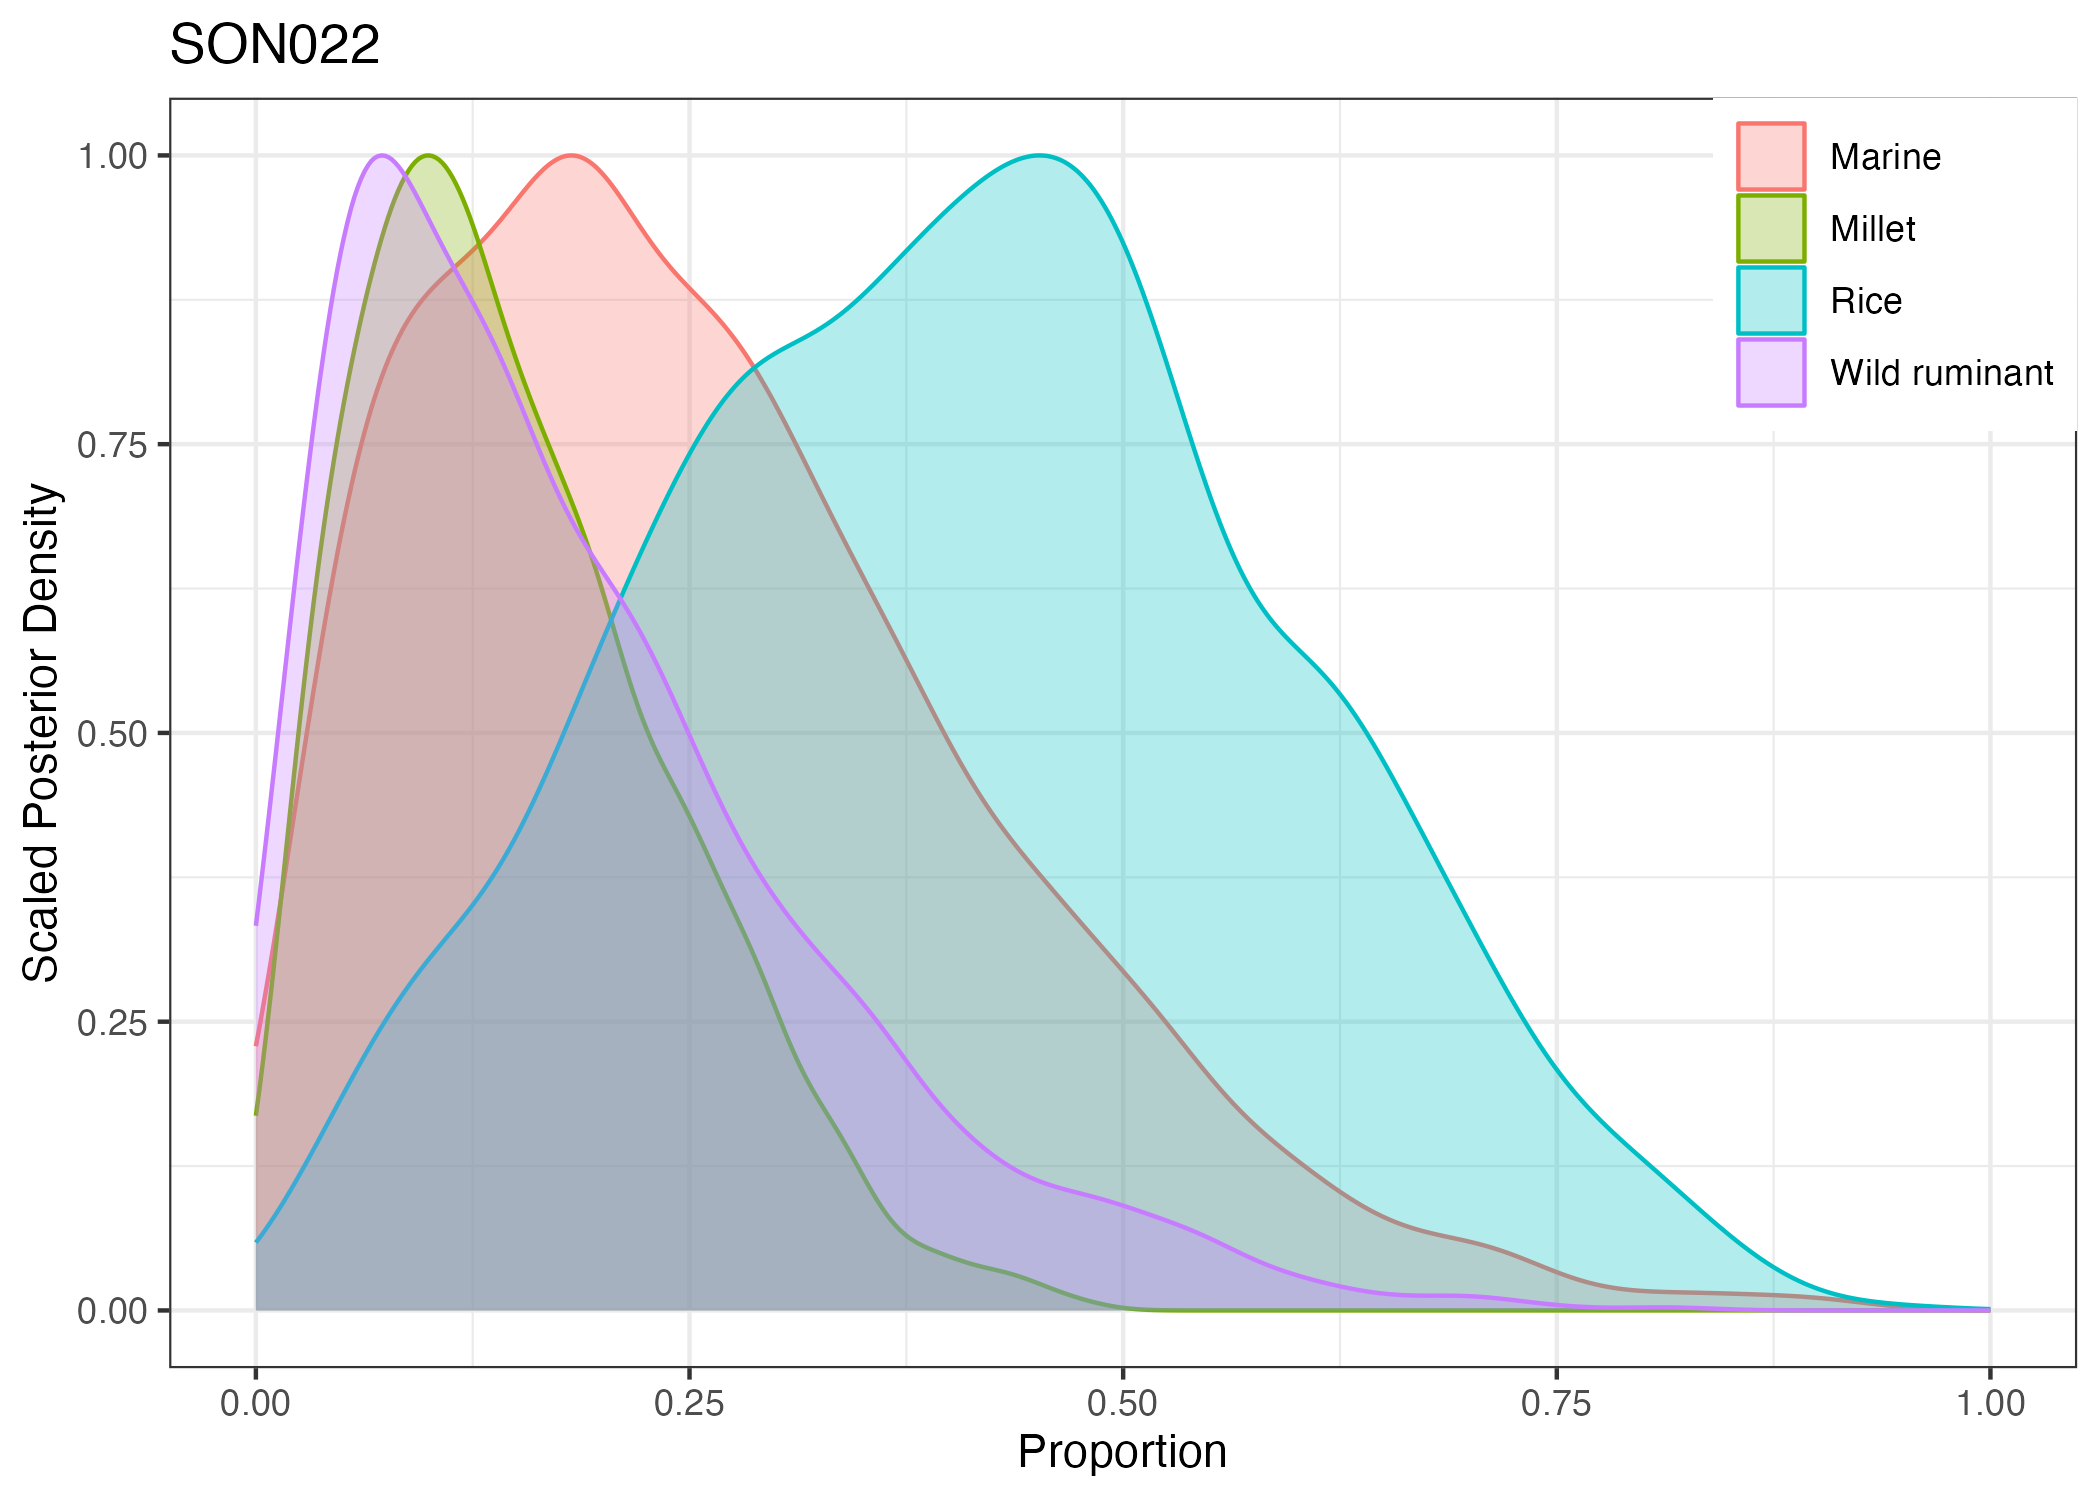 SON022
Marine
Millet
Rice
Wild ruminant
1.00
0.75
0.50
0.25
0.00
Scaled Posterior Density
0.00 0.25 0.50 0.75 1.00
Proportion